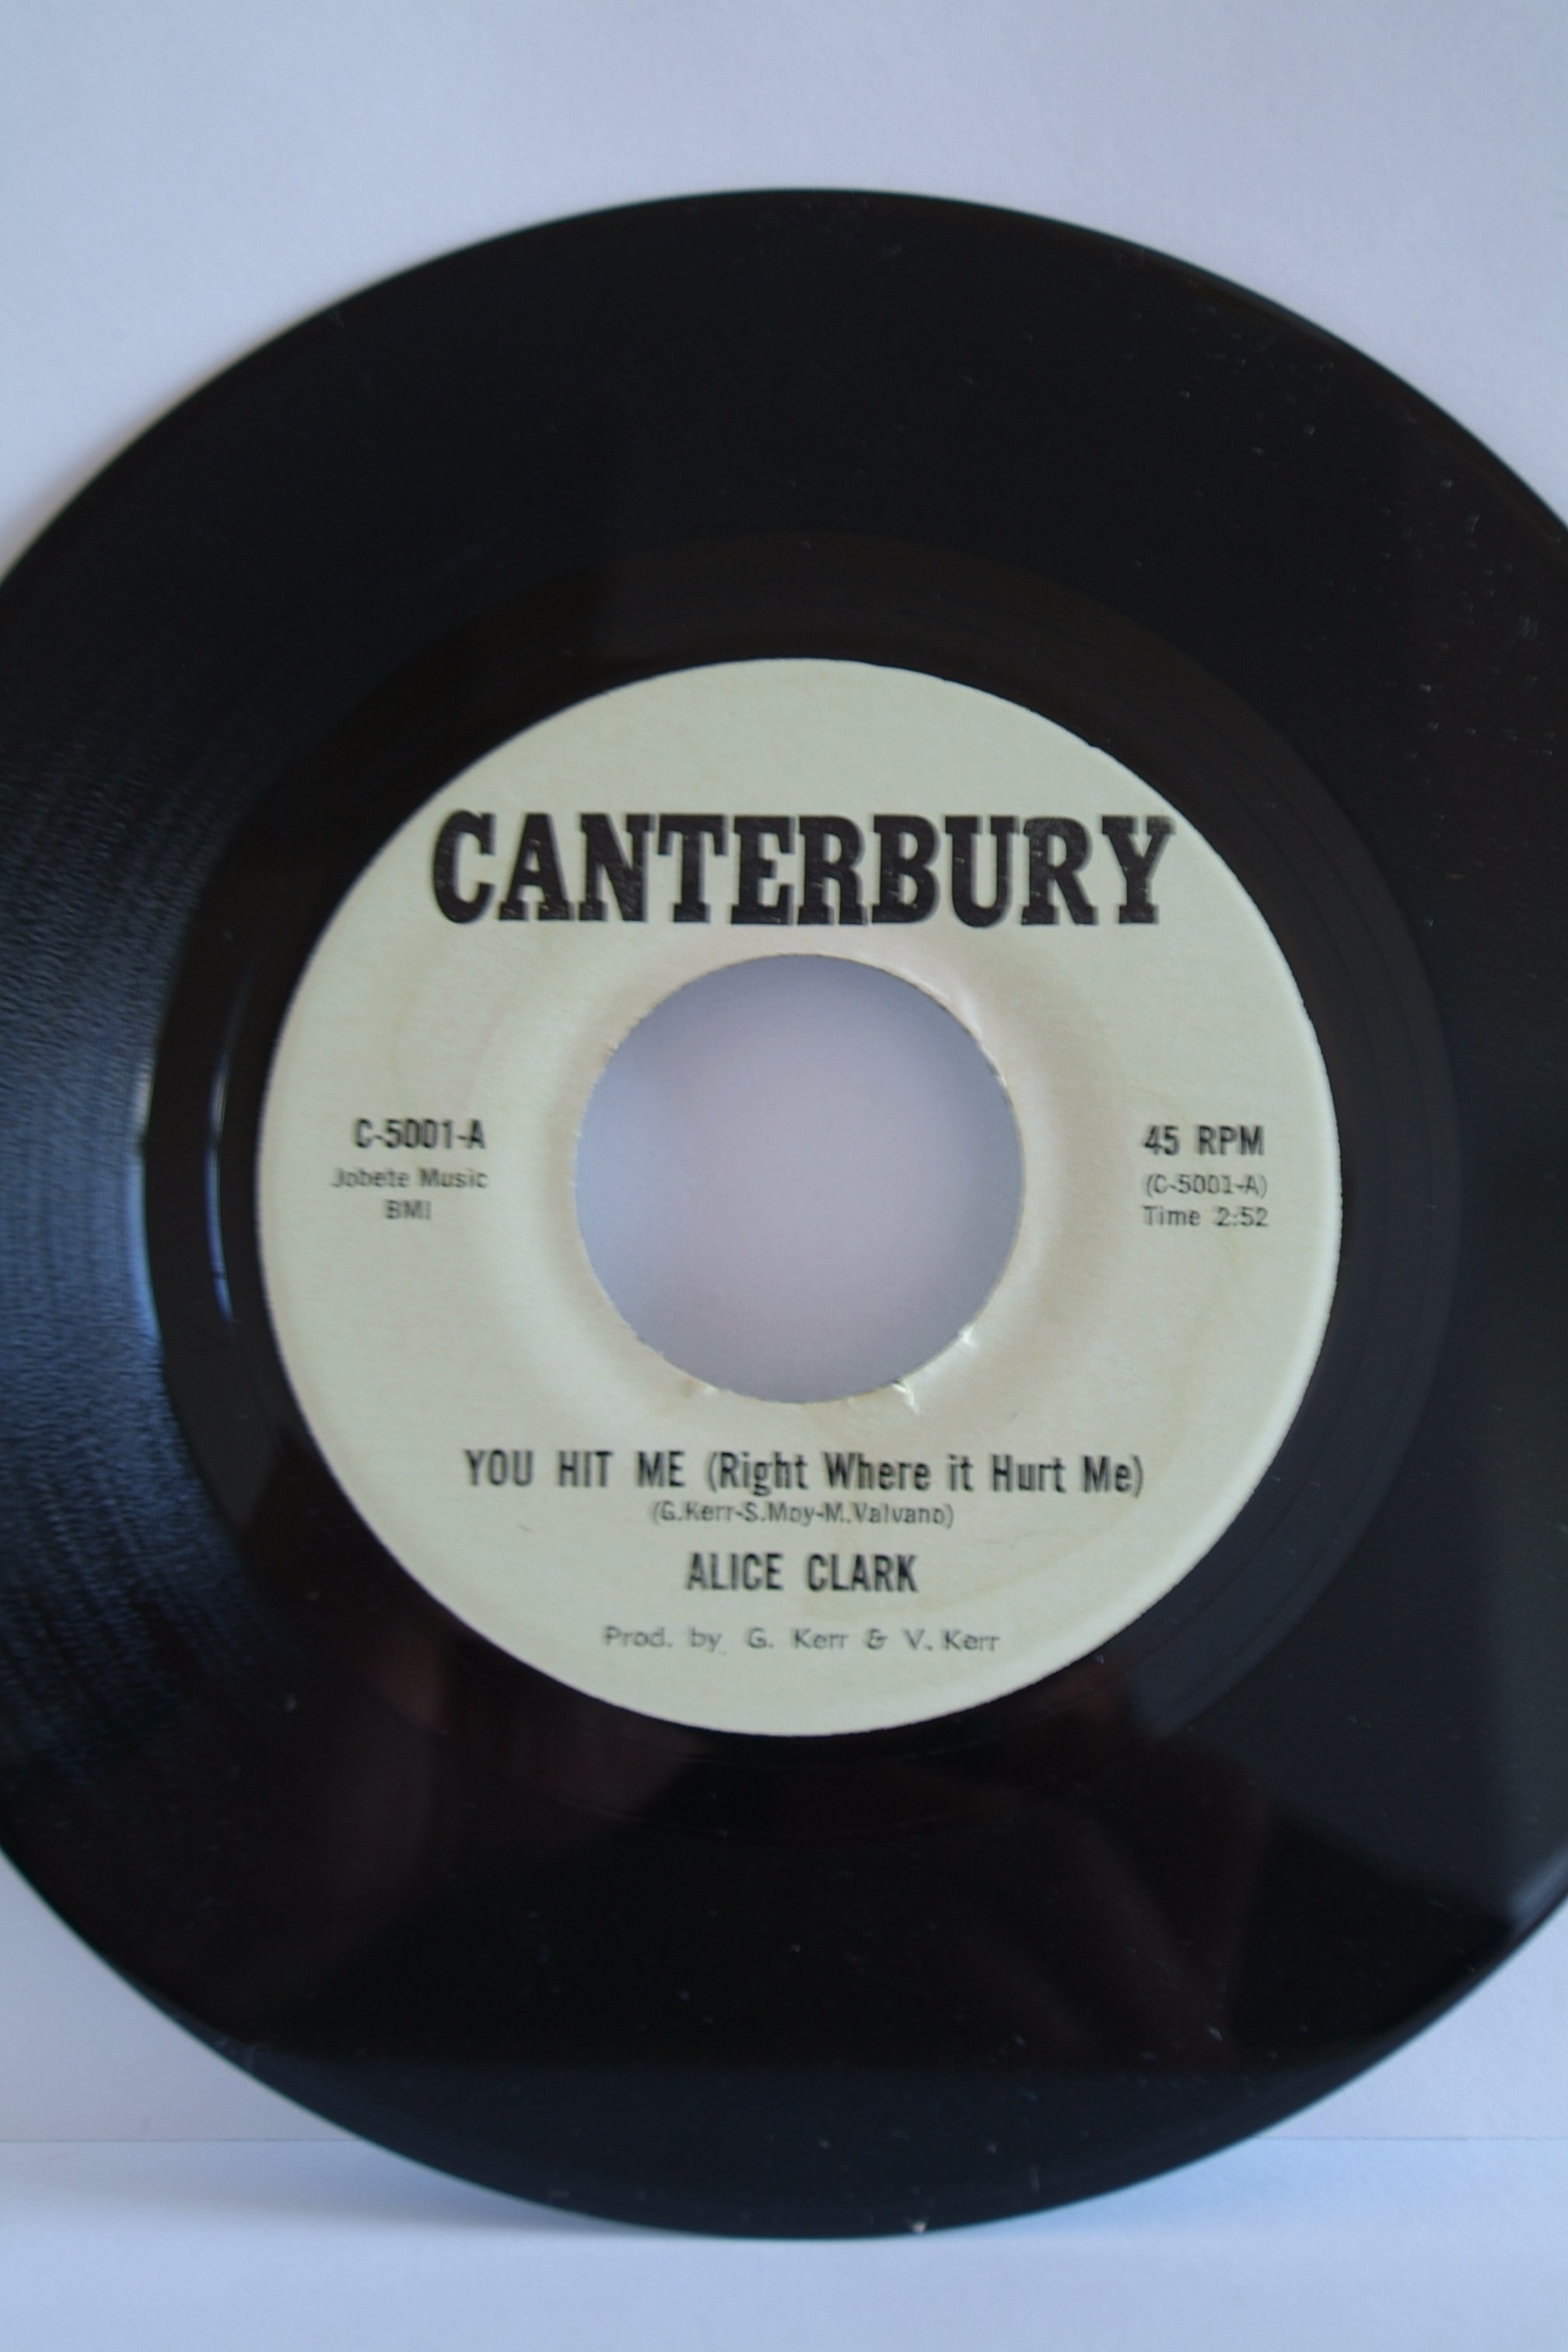 CANTERBURY
C-5001-A
Jobete Music
BMI
45 RPM
(C-5001-A)
Time 2:52
YOU HIT ME (Right Where it Hurt Me)
(G.Kerr-S.Moy-M.Valvano)
ALICE CLARK
Prod. by G. Kerr & V. Kerr